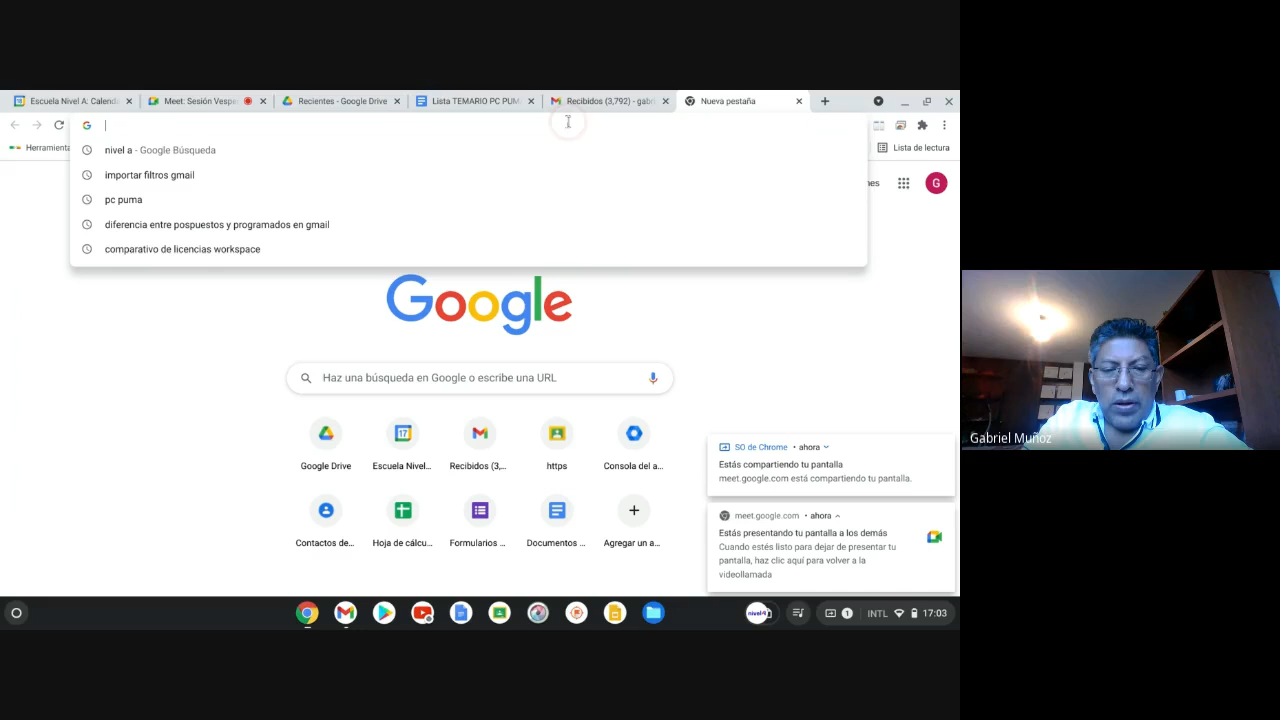 Escuela Nivel A: Calenda
Meet: Sesión Vespe
Recientes - Google Drive
Lista TEMARIO PC PUM
Recibidos (3,792) - gabri
Nueva pestaña
nivel a - Google Búsqueda
Herramienta
Lista de lectura
importar filtros gmail
nes
G
pc puma
diferencia entre pospuestos y programados en gmail
comparativo de licencias workspace
Google
Haz una búsqueda en Google o escribe una URL
Google Drive
Escuela Nivel...
Recibidos (3,...
https
Consola del a...
Contactos de...
Hoja de cálcu...
Formularios ...
Documentos ...
Agregar un a...
SO de Chrome • ahora
Estás compartiendo tu pantalla
meet.google.com está compartiendo tu pantalla.
meet.google.com • ahora
Estás presentando tu pantalla a los demás
Cuando estés listo para dejar de presentar tu
pantalla, haz clic aquí para volver a la
videollamada
Gabriel Muñoz
1
INTL
17:03